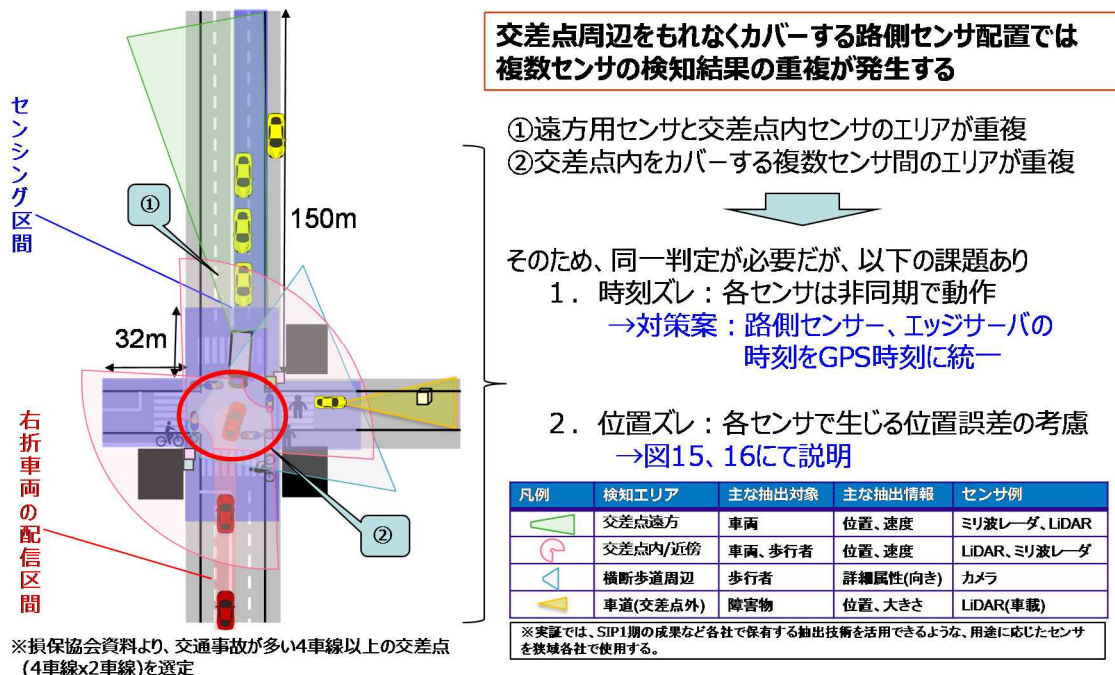 交差点周辺をもれなくカバーする路側センサ配置では
複数センサの検知結果の重複が発生する
①遠方用センサと交差点内センサのエリアが重複
②交差点内をカバーする複数センサ間のエリアが重複
そのため、同一判定が必要だが、以下の課題あり
1．時刻ズレ：各センサは非同期で動作
→対策案：路側センサー、エッジサーバの
時刻をGPS時刻に統一
2．位置ズレ：各センサで生じる位置誤差の考慮
→図15、16にて説明
センシング区間
①
150m
32m
右折車両の配信区間
②
凡例 検知エリア 主な抽出対象 主な抽出情報 センサ例
交差点遠方 車両 位置、速度 ミリ波レーダ、LiDAR
交差点内/近傍 車両、歩行者 位置、速度 LiDAR、ミリ波レーダ
横断歩道周辺 歩行者 詳細属性(向き) カメラ
車道(交差点外) 障害物 位置、大きさ LiDAR(車載)
※実証では、SIP1期の成果など各社で保有する抽出技術を活用できるような、用途に応じたセンサ
を狭域各社で使用する。
※損保協会資料より、交通事故が多い4車線以上の交差点
(4車線x2車線)を選定